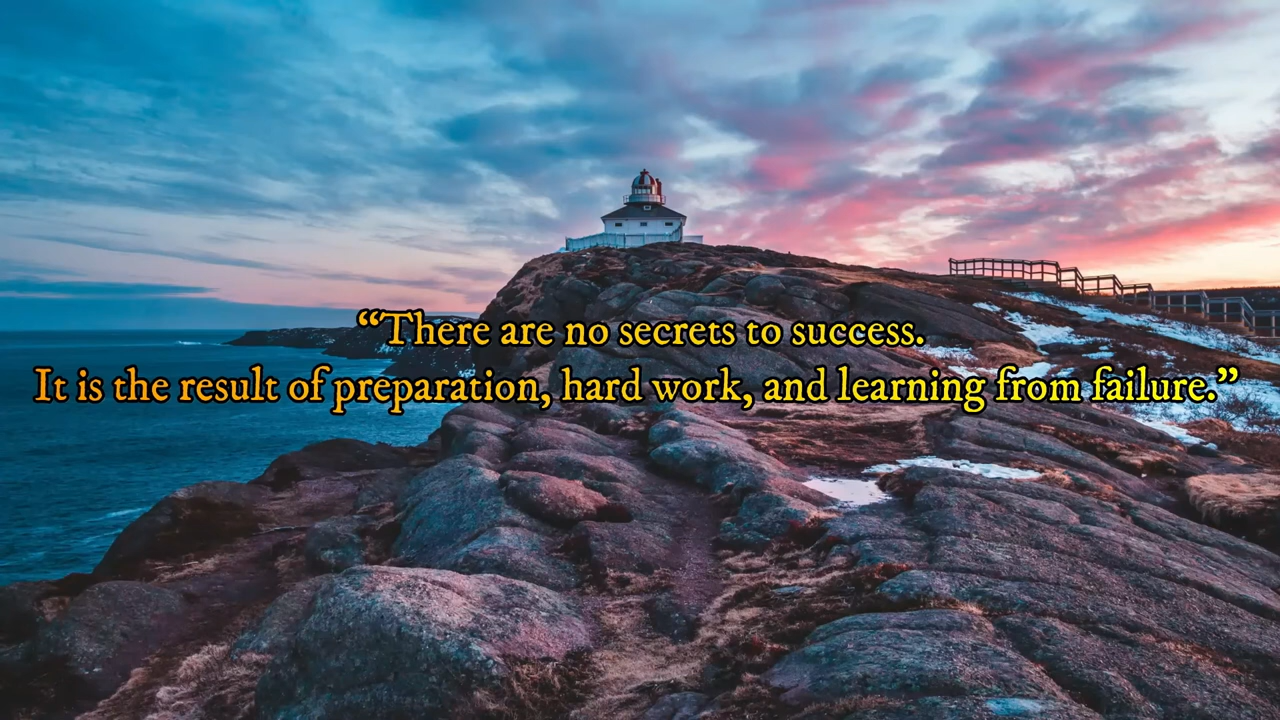 “There are no secrets to success.
It is the result of preparation, hard work, and learning from failure.”